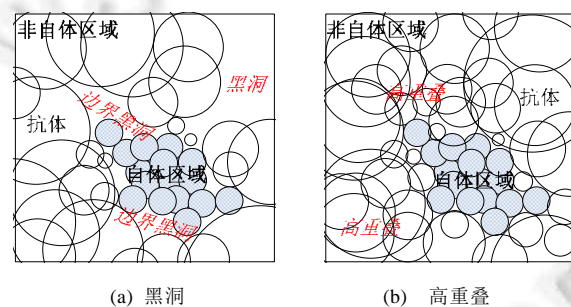 非自体区域
黑洞
边界黑洞
抗体
自体区域
边界黑洞
(a) 黑洞
非自体区域
高重叠
抗体
自体区域
高重叠
(b) 高重叠